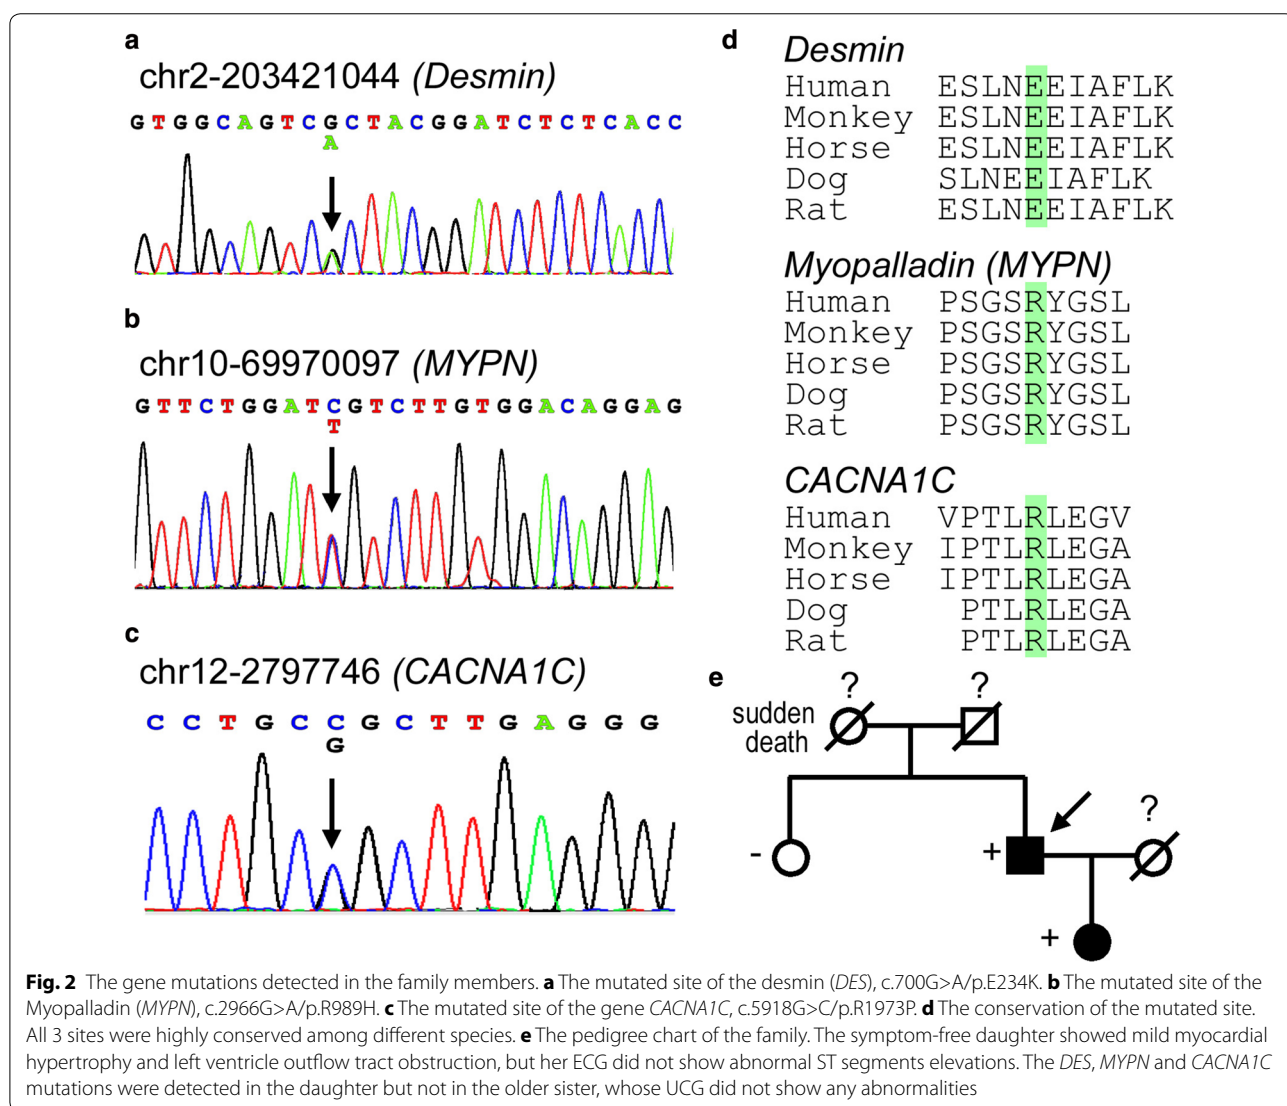 a
chr2-203421044 (Desmin)
G T G G C A G T C G C T A C G G A T C T C T C A C C
A
b
chr10-69970097 (MYPN)
G T T C T G G A T C G T C T T G T G G A C A G G A G
T
c
chr12-2797746 (CACNA1C)
C C T G C C G C T T G A G G G
G
d
Desmin
Human ESLNEEIAFLK
Monkey ESLNEEIAFLK
Horse ESLNEEIAFLK
Dog SLNEEIAFLK
Rat ESLNEEIAFLK
Myopalladin (MYPN)
Human PSGSRYGSL
Monkey PSGSRYGSL
Horse PSGSRYGSL
Dog PSGSRYGSL
Rat PSGSRYGSL
CACNA1C
Human VPTLRLEGV
Monkey IPTLRLEGA
Horse IPTLRLEGA
Dog PTLRLEGA
Rat PTLRLEGA
e
? ?
sudden
death
?
- +
+
Fig. 2 The gene mutations detected in the family members. a The mutated site of the desmin (DES), c.700G>A/p.E234K. b The mutated site of the
Myopalladin (MYPN), c.2966G>A/p.R989H. c The mutated site of the gene CACNA1C, c.5918G>C/p.R1973P. d The conservation of the mutated site.
All 3 sites were highly conserved among different species. e The pedigree chart of the family. The symptom-free daughter showed mild myocardial
hypertrophy and left ventricle outflow tract obstruction, but her ECG did not show abnormal ST segments elevations. The DES, MYPN and CACNA1C
mutations were detected in the daughter but not in the older sister, whose UCG did not show any abnormalities